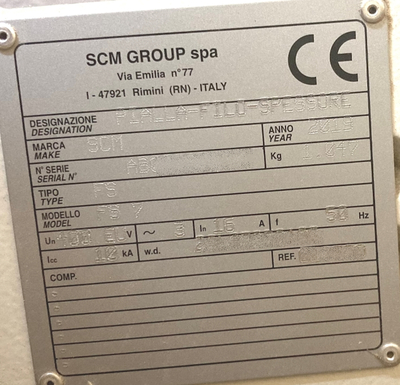 SCM GROUP spa
Via Emilia n°77
I - 47921 Rimini (RN) - ITALY
CE
DESIGNAZIONE PIALLA-FILO-SPESSORE
DESIGNATION
MARCA SCM ANNO
MAKE YEAR
N° SERIE Kg
SERIAL N°
TIPO FS
TYPE
MODELLO FS 7
MODEL
Un V ~ 3 In 16 A f 50 Hz
Icc 10 kA w.d. REF.
COMP.